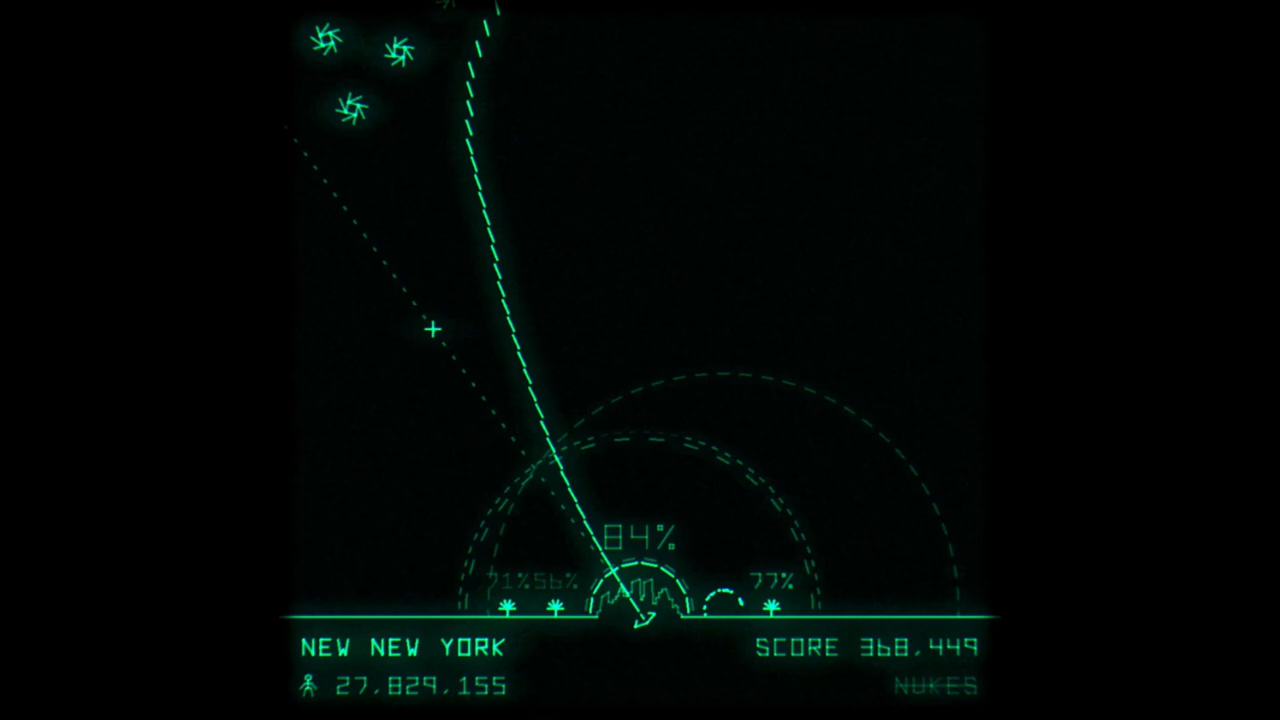 84%
71% 56%
77%
NEW NEW YORK
SCORE 368,449
27,829,155
NUKES